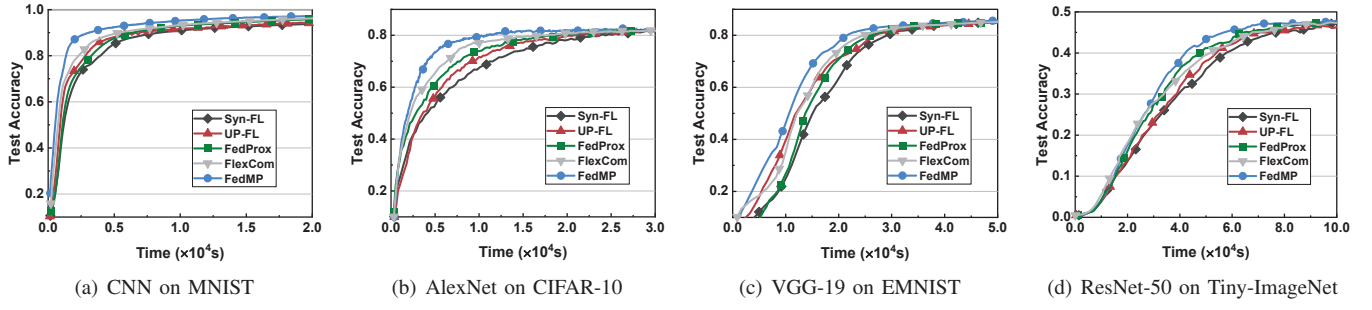 Test Accuracy
1.0
0.8
0.6
0.4
0.2
Syn-FL
UP-FL
FedProx
FlexCom
FedMP
0.0 0.5 1.0 1.5 2.0
Time (×10⁴s)
(a) CNN on MNIST
Test Accuracy
0.8
0.6
0.4
0.2
Syn-FL
UP-FL
FedProx
FlexCom
FedMP
0.0 0.5 1.0 1.5 2.0 2.5 3.0
Time (×10⁴s)
(b) AlexNet on CIFAR-10
Test Accuracy
0.8
0.6
0.4
0.2
Syn-FL
UP-FL
FedProx
FlexCom
FedMP
0.0 1.0 2.0 3.0 4.0 5.0
Time (×10⁴s)
(c) VGG-19 on EMNIST
Test Accuracy
0.5
0.4
0.3
0.2
0.1
0.0
Syn-FL
UP-FL
FedProx
FlexCom
FedMP
0.0 2.0 4.0 6.0 8.0 10.0
Time (×10⁴s)
(d) ResNet-50 on Tiny-ImageNet